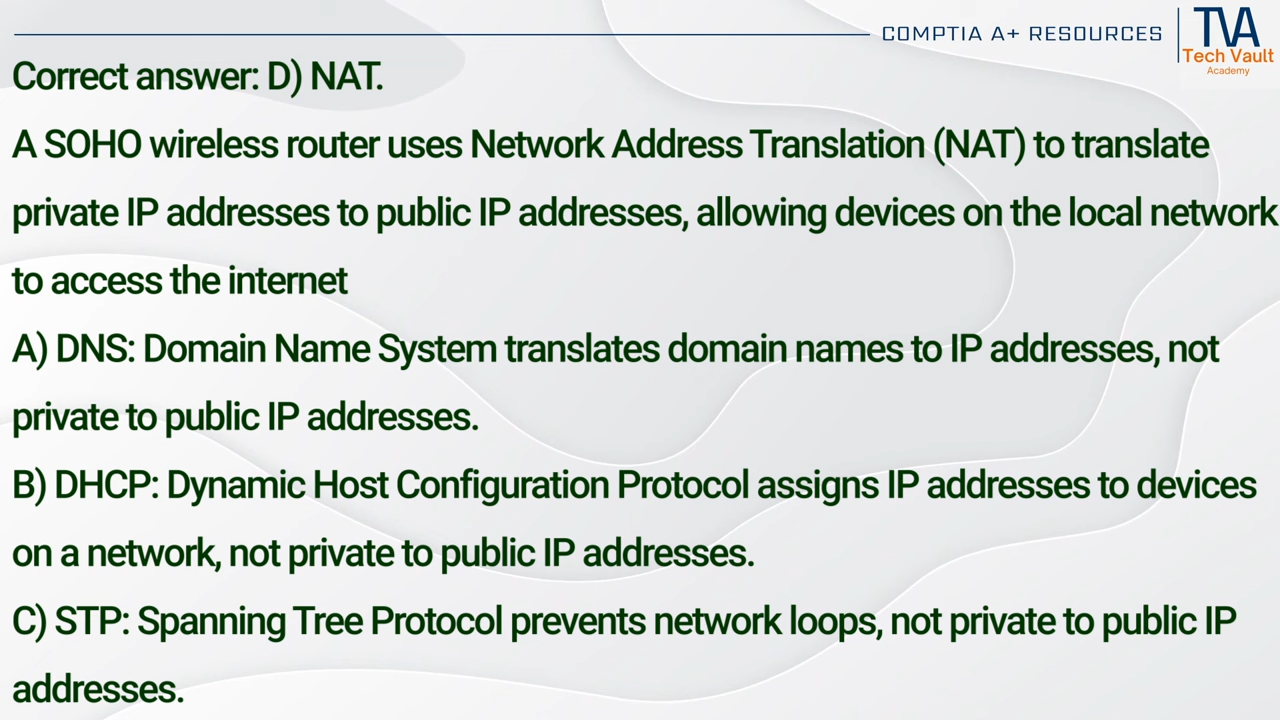 COMPTIA A+ RESOURCES
TVA
Tech Vault
Academy
Correct answer: D) NAT.
A SOHO wireless router uses Network Address Translation (NAT) to translate
private IP addresses to public IP addresses, allowing devices on the local network
to access the internet
A) DNS: Domain Name System translates domain names to IP addresses, not
private to public IP addresses.
B) DHCP: Dynamic Host Configuration Protocol assigns IP addresses to devices
on a network, not private to public IP addresses.
C) STP: Spanning Tree Protocol prevents network loops, not private to public IP
addresses.